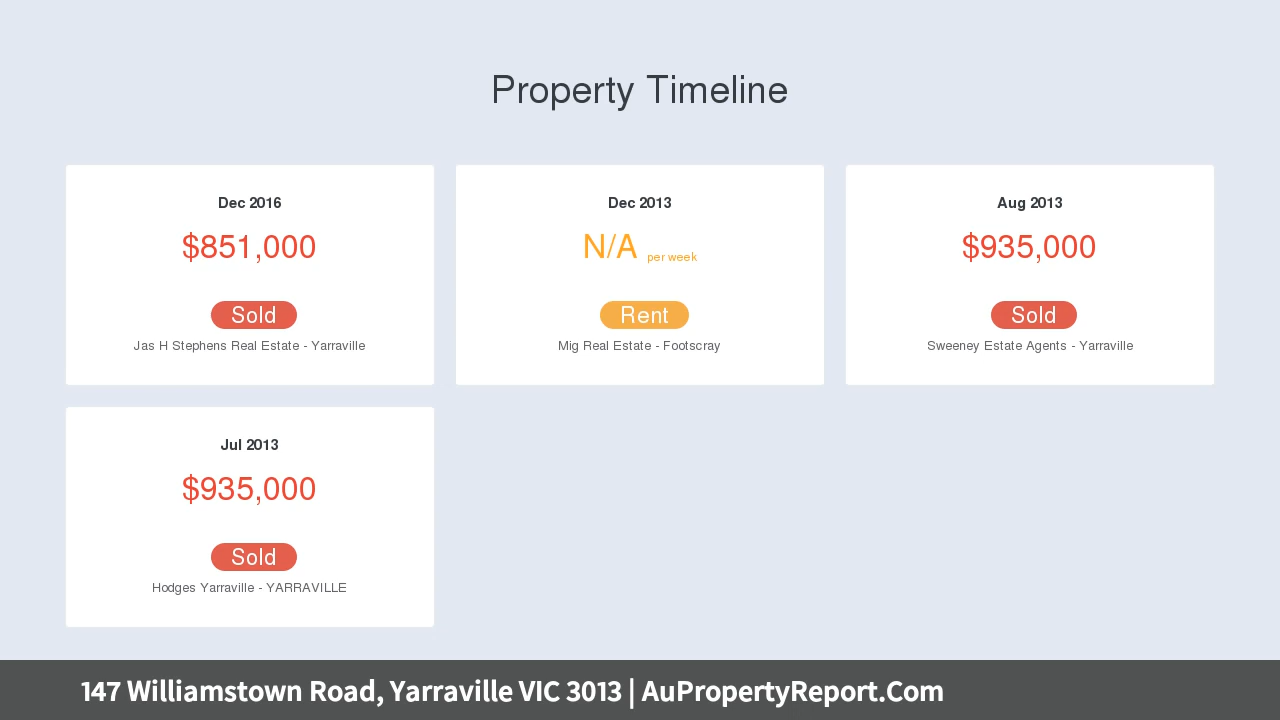 Property Timeline
Dec 2016
$851,000
Sold
Jas H Stephens Real Estate - Yarraville
Dec 2013
N/A per week
Rent
Mig Real Estate - Footscray
Aug 2013
$935,000
Sold
Sweeney Estate Agents - Yarraville
Jul 2013
$935,000
Sold
Hodges Yarraville - YARRAVILLE
147 Williamstown Road, Yarraville VIC 3013 | AuPropertyReport.Com